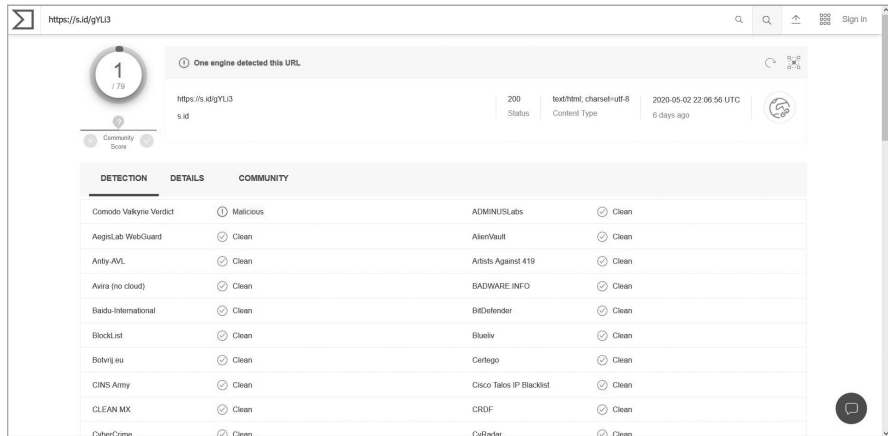 https://s.id/gYLi3
Sign in
1
/ 79
One engine detected this URL
?
Community
Score
https://s.id/gYLi3
s.id
200
Status
text/html; charset=utf-8
Content Type
2020-05-02 22:06:56 UTC
6 days ago
DETECTION DETAILS COMMUNITY
Comodo Valkyrie Verdict Malicious ADMINUSLabs Clean
AegisLab WebGuard Clean AlienVault Clean
Antiy-AVL Clean Artists Against 419 Clean
Avira (no cloud) Clean BADWARE.INFO Clean
Baidu-International Clean BitDefender Clean
BlockList Clean Blueliv Clean
Botvrij.eu Clean Certego Clean
CINS Army Clean Cisco Talos IP Blacklist Clean
CLEAN MX Clean CRDF Clean
CyberCrime Clean CyRadar Clean